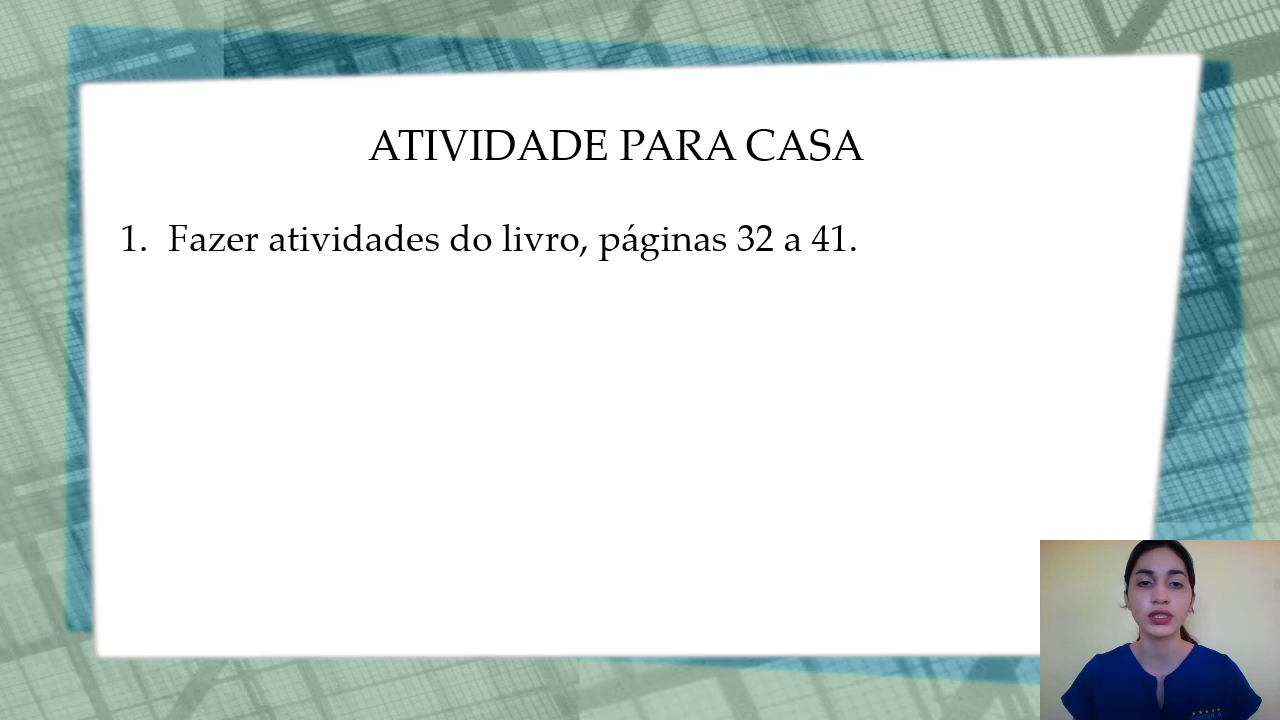 ATIVIDADE PARA CASA
1. Fazer atividades do livro, páginas 32 a 41.